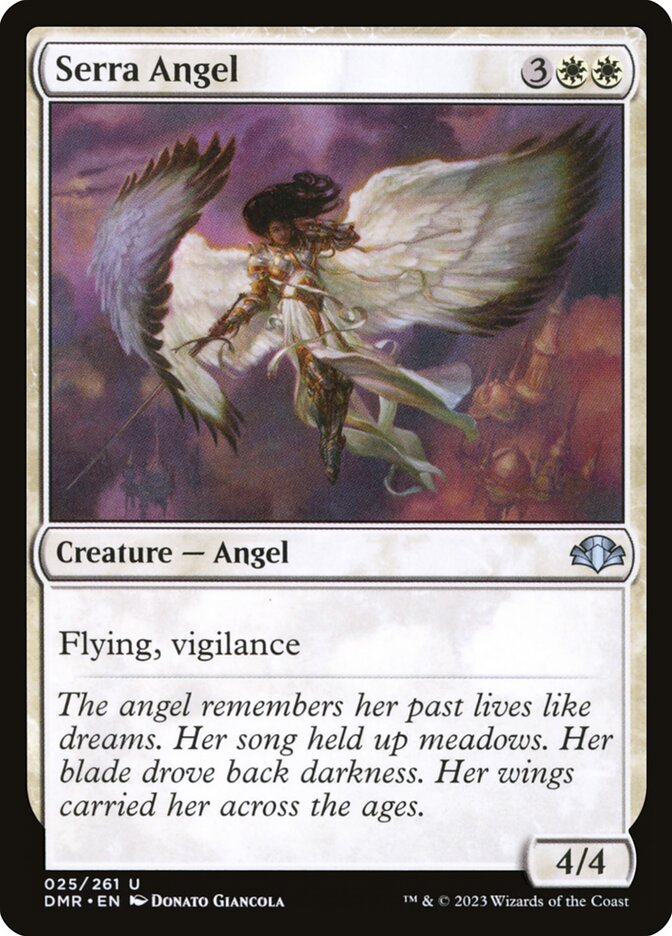 Serra Angel 3
Creature — Angel
Flying, vigilance
The angel remembers her past lives like
dreams. Her song held up meadows. Her
blade drove back darkness. Her wings
carried her across the ages.
4/4
025/261 U
DMR • EN Donato Giancola
™ & © 2023 Wizards of the Coast